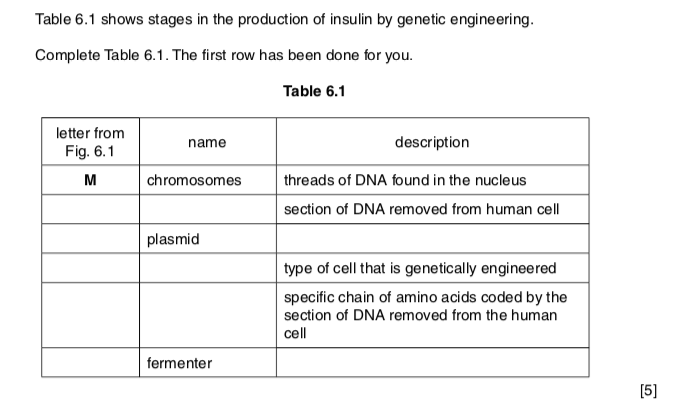 Table 6.1 shows stages in the production of insulin by genetic engineering.
Complete Table 6.1. The first row has been done for you.
Table 6.1
letter from
Fig. 6.1
name
description
M
chromosomes
threads of DNA found in the nucleus
section of DNA removed from human cell
plasmid
type of cell that is genetically engineered
specific chain of amino acids coded by the
section of DNA removed from the human
cell
fermenter
[5]